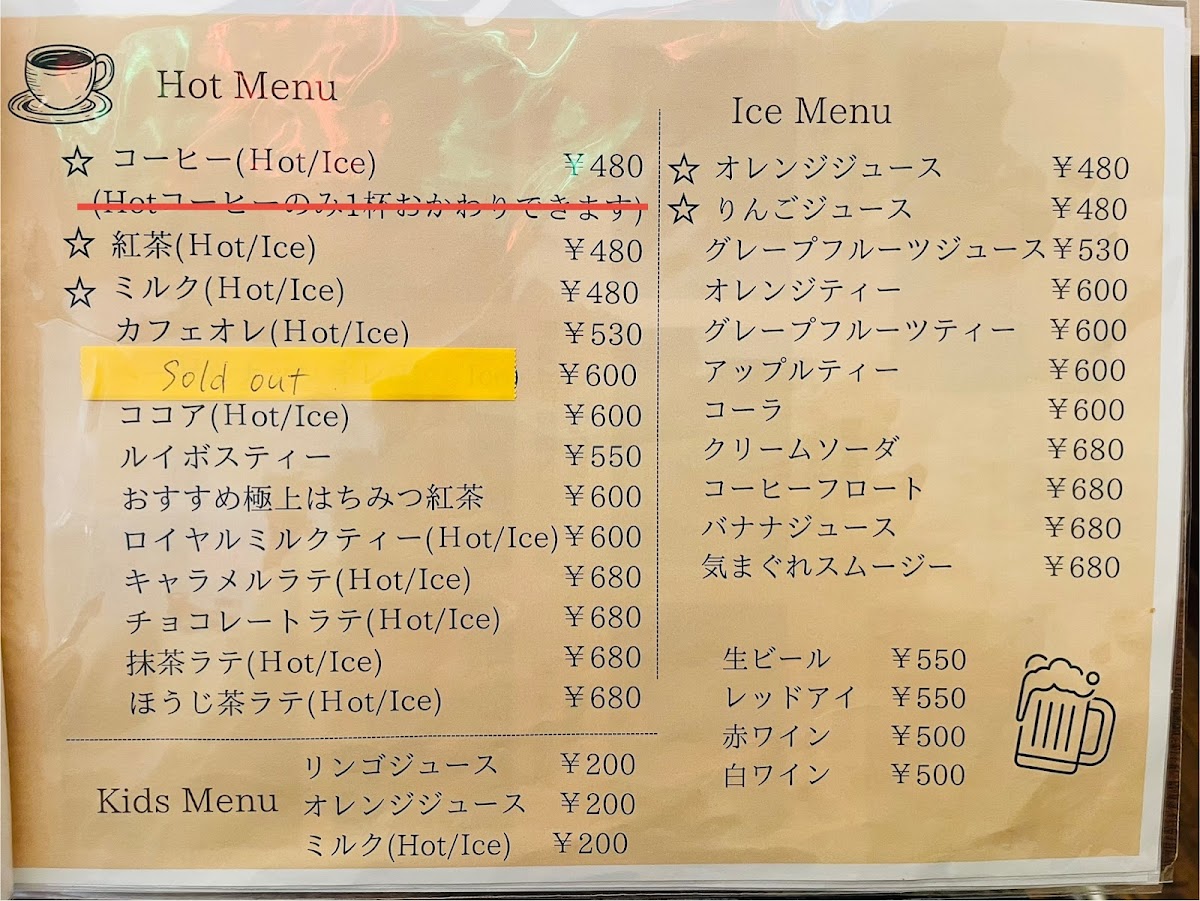 Hot Menu
☆ コーヒー(Hot/Ice) ¥480
(Hotコーヒーのみ1杯おかわりできます)
☆ 紅茶(Hot/Ice) ¥480
☆ ミルク(Hot/Ice) ¥480
カフェオレ(Hot/Ice) ¥530
Sold out ¥600
ココア(Hot/Ice) ¥600
ルイボスティー ¥550
おすすめ極上はちみつ紅茶 ¥600
ロイヤルミルクティー(Hot/Ice) ¥600
キャラメルラテ(Hot/Ice) ¥680
チョコレートラテ(Hot/Ice) ¥680
抹茶ラテ(Hot/Ice) ¥680
ほうじ茶ラテ(Hot/Ice) ¥680
Kids Menu
リンゴジュース ¥200
オレンジジュース ¥200
ミルク(Hot/Ice) ¥200
Ice Menu
☆ オレンジジュース ¥480
☆ りんごジュース ¥480
グレープフルーツジュース ¥530
オレンジティー ¥600
グレープフルーツティー ¥600
アップルティー ¥600
コーラ ¥600
クリームソーダ ¥680
コーヒーフロート ¥680
バナナジュース ¥680
気まぐれスムージー ¥680
生ビール ¥550
レッドアイ ¥550
赤ワイン ¥500
白ワイン ¥500